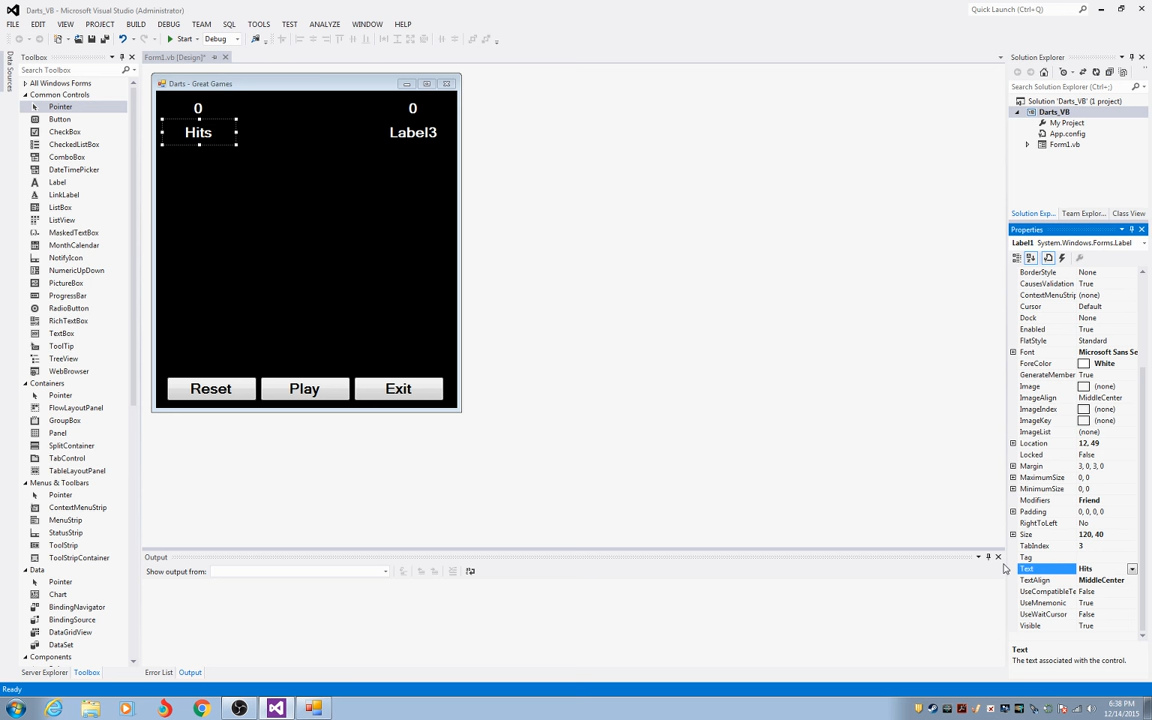 Darts_VB - Microsoft Visual Studio (Administrator)
Quick Launch (Ctrl+Q)
FILE EDIT VIEW PROJECT BUILD DEBUG TEAM SQL TOOLS TEST ANALYZE WINDOW HELP
Start Debug
Data Sources
Toolbox
Search Toolbox
All Windows Forms
Common Controls
Pointer
Button
CheckBox
CheckedListBox
ComboBox
DateTimePicker
Label
LinkLabel
ListBox
ListView
MaskedTextBox
MonthCalendar
NotifyIcon
NumericUpDown
PictureBox
ProgressBar
RadioButton
RichTextBox
TextBox
ToolTip
TreeView
WebBrowser
Containers
Pointer
FlowLayoutPanel
GroupBox
Panel
SplitContainer
TabControl
TableLayoutPanel
Menus & Toolbars
Pointer
ContextMenuStrip
MenuStrip
StatusStrip
ToolStrip
ToolStripContainer
Data
Pointer
Chart
BindingNavigator
BindingSource
DataGridView
DataSet
Components
Server Explorer Toolbox
Form1.vb [Design]*
Darts - Great Games
0 0
Hits Label3
Reset Play Exit
Output
Show output from:
Error List Output
Solution Explorer
Search Solution Explorer (Ctrl+;)
Solution 'Darts_VB' (1 project)
Darts_VB
My Project
App.config
Form1.vb
Solution Exp... Team Explor... Class View
Properties
Label1 System.Windows.Forms.Label
BorderStyle None
CausesValidation True
ContextMenuStrip (none)
Cursor Default
Dock None
Enabled True
FlatStyle Standard
Font Microsoft Sans Se
ForeColor White
GenerateMember True
Image (none)
ImageAlign MiddleCenter
ImageIndex (none)
ImageKey (none)
ImageList (none)
Location 12, 49
Locked False
Margin 3, 0, 3, 0
MaximumSize 0, 0
MinimumSize 0, 0
Modifiers Friend
Padding 0, 0, 0, 0
RightToLeft No
Size 120, 40
TabIndex 3
Tag
Text Hits
TextAlign MiddleCenter
UseCompatibleTe False
UseMnemonic True
UseWaitCursor False
Visible True
Text
The text associated with the control.
Ready
6:38 PM
12/14/2015